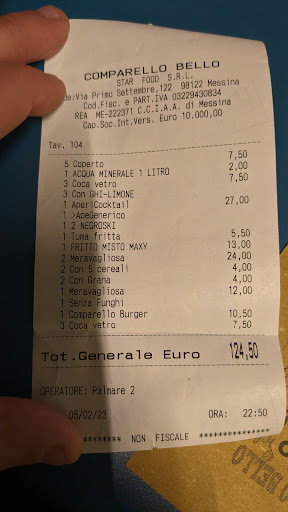 COMPARELLO BELLO
STAR FOOD S.R.L.
de:Via Primo Settembre,122 98122 Messina
Cod.Fisc. e PART.IVA 03229430834
REA ME-222371 C.C.I.A.A. di Messina
Cap.Soc.Int.Vers. Euro 10.000,00
Tav. 104
5 Coperto 7,50
1 ACQUA MINERALE 1 LITRO 2,00
3 Coca vetro 7,50
3 Con GHI-LIMONE
1 AperiCocktail 27,00
1 >ApeGenerico
1 2 NEGROSKI
1 Tuma fritta 5,50
1 FRITTO MISTO MAXY 13,00
2 Meravagliosa 24,00
2 Con 5 cereali 4,00
2 Con Grana 4,00
1 Meravagliosa 12,00
1 Senza Funghi
1 Comparello Burger 10,50
3 Coca vetro 7,50
Tot.Generale Euro 124,50
OPERATORE: Palmare 2
05/02/23 ORA: 22:50
******** NON FISCALE ***************